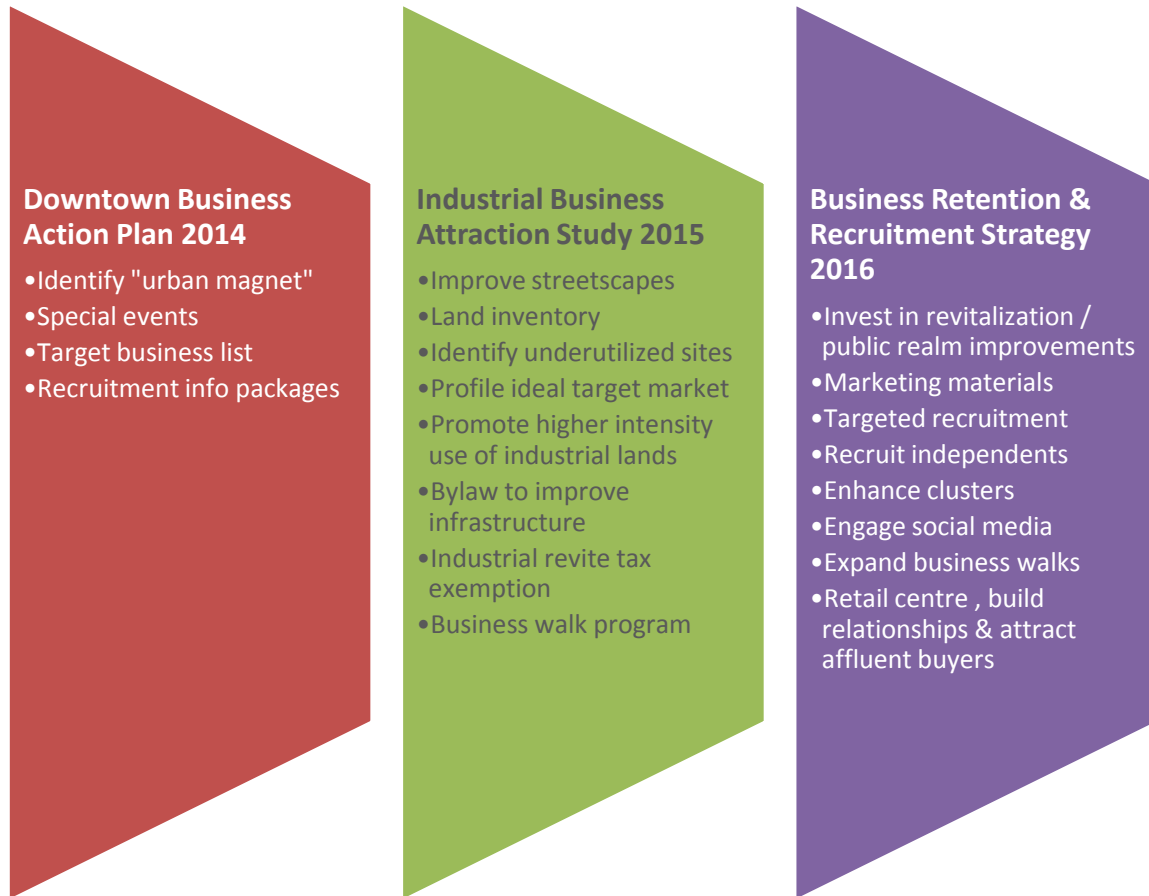 Downtown Business
Action Plan 2014
•Identify "urban magnet"
•Special events
•Target business list
•Recruitment info packages
Industrial Business
Attraction Study 2015
•Improve streetscapes
•Land inventory
•Identify underutilized sites
•Profile ideal target market
•Promote higher intensity
use of industrial lands
•Bylaw to improve
infrastructure
•Industrial revite tax
exemption
•Business walk program
Business Retention &
Recruitment Strategy
2016
•Invest in revitalization /
public realm improvements
•Marketing materials
•Targeted recruitment
•Recruit independents
•Enhance clusters
•Engage social media
•Expand business walks
•Retail centre , build
relationships & attract
affluent buyers